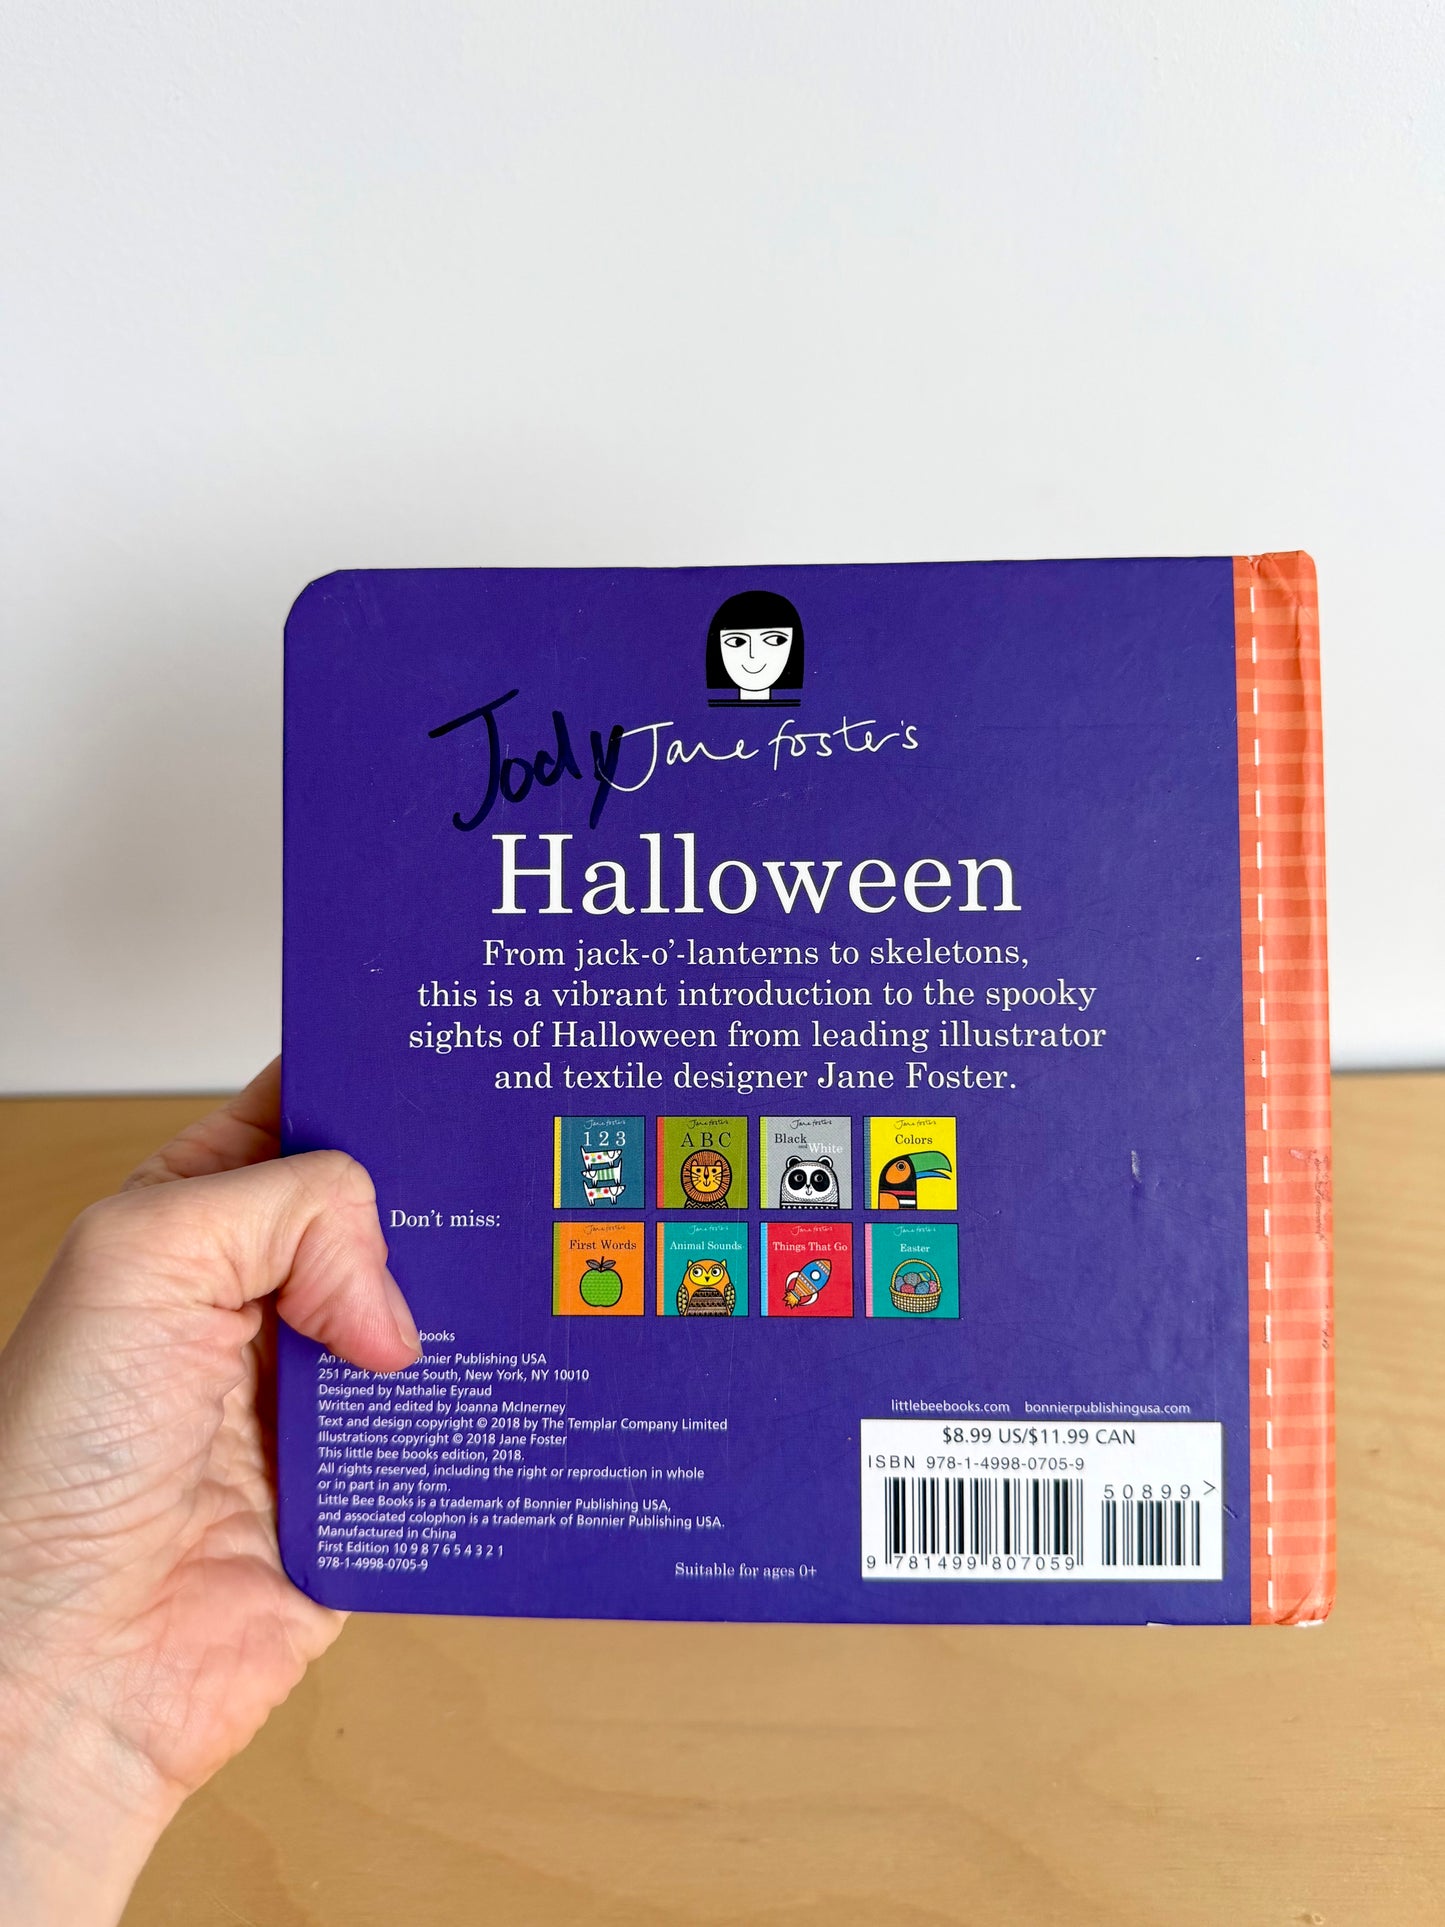 Jody
Jane foster's
Halloween
From jack-o'-lanterns to skeletons,
this is a vibrant introduction to the spooky
sights of Halloween from leading illustrator
and textile designer Jane Foster.
Don't miss:
Jane foster's
1 2 3
Jane foster's
A B C
Jane foster's
Black
and White
Jane foster's
Colors
Jane foster's
First Words
Jane foster's
Animal Sounds
Jane foster's
Things That Go
Jane foster's
Easter
books
An onnier Publishing USA
251 Park Avenue South, New York, NY 10010
Designed by Nathalie Eyraud
Written and edited by Joanna McInerney
Text and design copyright © 2018 by The Templar Company Limited
Illustrations copyright © 2018 Jane Foster
This little bee books edition, 2018.
All rights reserved, including the right or reproduction in whole
or in part in any form.
Little Bee Books is a trademark of Bonnier Publishing USA,
and associated colophon is a trademark of Bonnier Publishing USA.
Manufactured in China
First Edition 10 9 8 7 6 5 4 3 2 1
978-1-4998-0705-9
Suitable for ages 0+
littlebeebooks.com bonnierpublishingusa.com
$8.99 US/$11.99 CAN
ISBN 978-1-4998-0705-9
50899 >
9 781499 807059